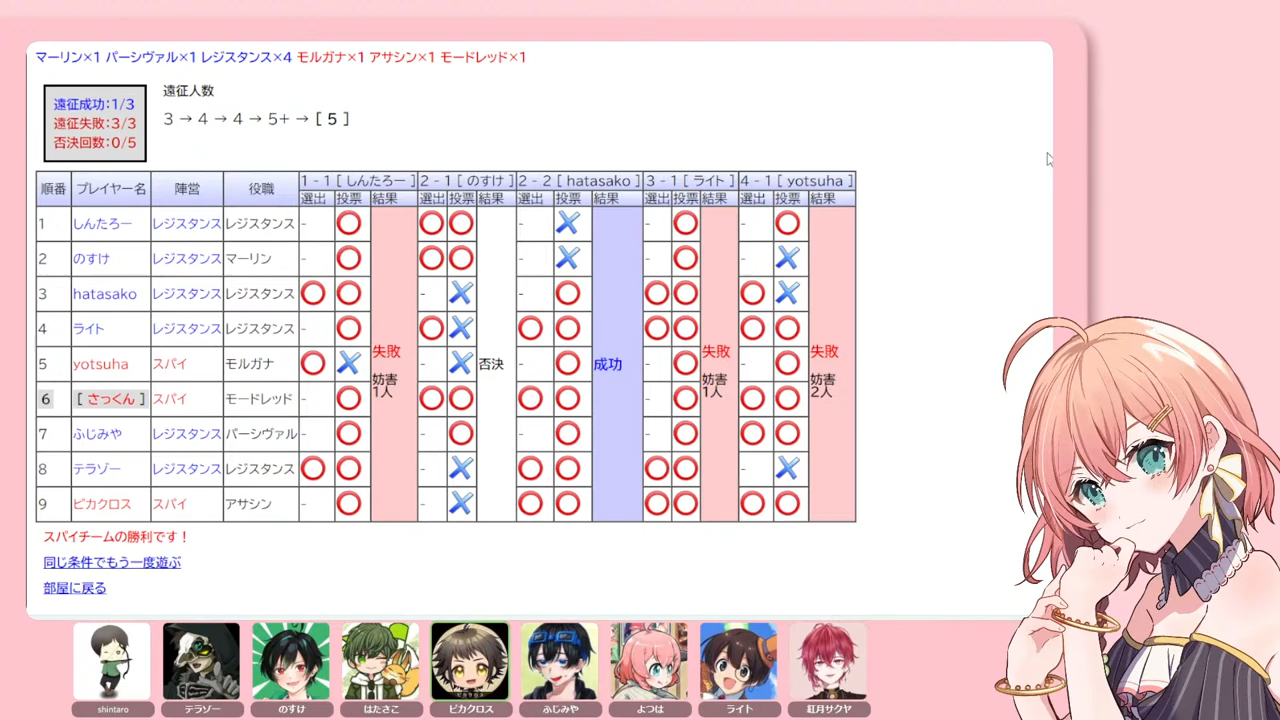 マーリン×1 パーシヴァル×1 レジスタンス×4 モルガナ×1 アサシン×1 モードレッド×1
遠征成功:1/3
遠征失敗:3/3
否決回数:0/5
遠征人数
3 → 4 → 4 → 5+ → [ 5 ]
順番 プレイヤー名 陣営 役職 1 - 1 [ しんたろー ] 2 - 1 [ のすけ ] 2 - 2 [ hatasako ] 3 - 1 [ ライト ] 4 - 1 [ yotsuha ]
選出 投票 結果 選出 投票 結果 選出 投票 結果 選出 投票 結果 選出 投票 結果
1 しんたろー レジスタンス レジスタンス - ◯ ◯ ◯ - ✕ - ◯ - ◯
2 のすけ レジスタンス マーリン - ◯ ◯ ◯ - ✕ - ◯ - ✕
3 hatasako レジスタンス レジスタンス ◯ ◯ - ✕ - ◯ ◯ ◯ ◯ ✕
4 ライト レジスタンス レジスタンス - ◯ ◯ ✕ ◯ ◯ ◯ ◯ ◯ ◯
5 yotsuha スパイ モルガナ ◯ ✕ 失敗 妨害 1人 - ✕ 否決 - ◯ 成功 - ◯ 失敗 妨害 1人 ◯ ◯ 失敗 妨害 2人
6 [ さっくん ] スパイ モードレッド - ◯ ◯ ◯ ◯ ◯ - ◯ ◯ ◯
7 ふじみや レジスタンス パーシヴァル - ◯ - ◯ - ◯ - ◯ ◯ ◯
8 テラゾー レジスタンス レジスタンス ◯ ◯ - ✕ ◯ ◯ ◯ ◯ - ✕
9 ピカクロス スパイ アサシン - ◯ - ✕ ◯ ◯ ◯ ◯ ◯ ◯
スパイチームの勝利です!
同じ条件でもう一度遊ぶ
部屋に戻る
shintaro テラゾー のすけ はたさこ ピカクロス ふじみや よつは ライト 紅月サクヤ